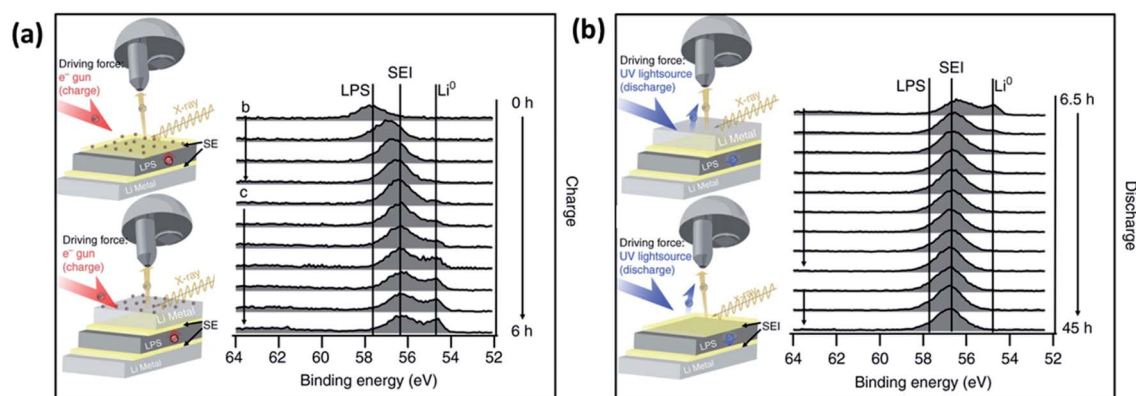 (a)
Driving force:
e⁻ gun
(charge)
X-ray
SE
LPS
Li Metal
Driving force:
e⁻ gun
(charge)
X-ray
Li Metal
SE
LPS
Li Metal
SEI
LPS
Li⁰
0 h
b
c
6 h
Charge
64 62 60 58 56 54 52
Binding energy (eV)
(b)
Driving force:
UV lightsource
(discharge)
X-ray
Li Metal
SE
LPS
Li Metal
Driving force:
UV lightsource
(discharge)
X-ray
SEI
LPS
Li Metal
SEI
LPS
Li⁰
6.5 h
45 h
Discharge
64 62 60 58 56 54 52
Binding energy (eV)